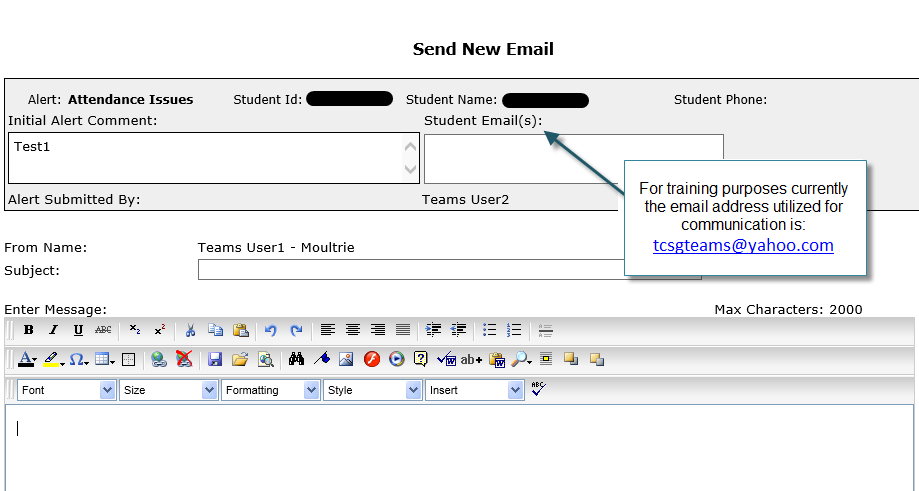 Send New Email
Alert: Attendance Issues Student Id: Student Name: Student Phone:
Initial Alert Comment: Student Email(s):
Test1
For training purposes currently
the email address utilized for
communication is:
tcsgteams@yahoo.com
Alert Submitted By: Teams User2
From Name: Teams User1 - Moultrie
Subject:
Enter Message: Max Characters: 2000
B I U ABC x₂ x²
A Ω ab+
Font Size Formatting Style Insert ABC